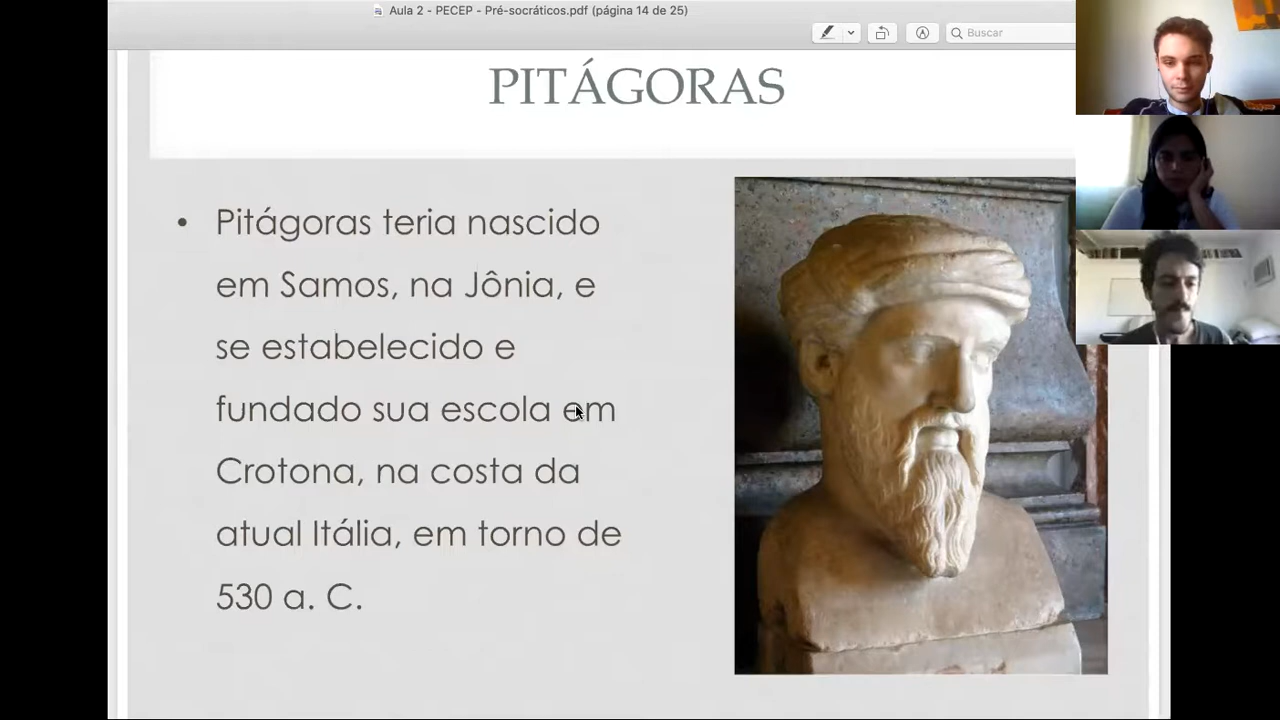 Aula 2 - PECEP - Pré-socráticos.pdf (página 14 de 25)
Buscar
PITÁGORAS
• Pitágoras teria nascido
em Samos, na Jônia, e
se estabelecido e
fundado sua escola em
Crotona, na costa da
atual Itália, em torno de
530 a. C.